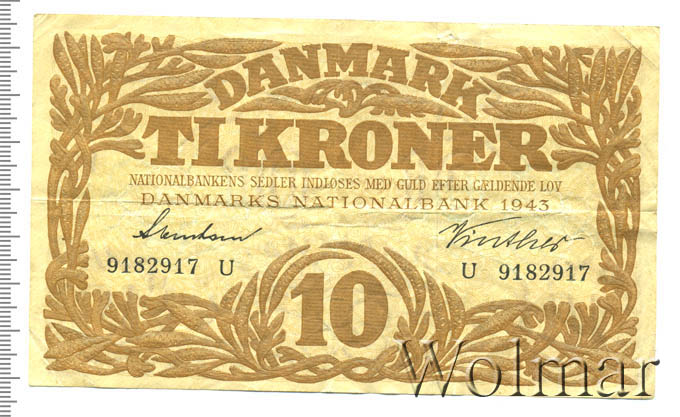 DANMARK
TI KRONER
NATIONALBANKENS SEDLER INDLØSES MED GULD EFTER GÆLDENDE LOV
DANMARKS NATIONALBANK 1943
9182917 U U 9182917
10
Wolmar